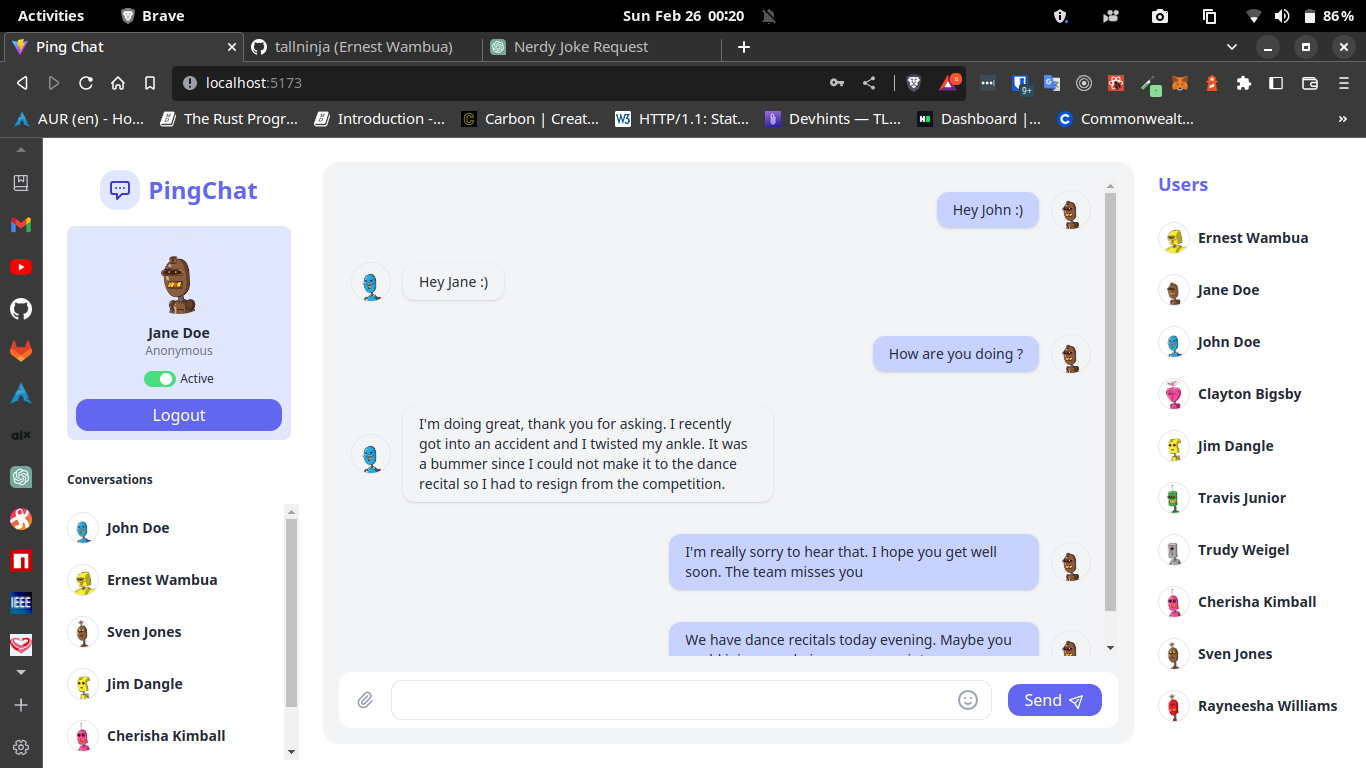 Activities
Brave
Sun Feb 26 00:20
86%
Ping Chat
tallninja (Ernest Wambua)
Nerdy Joke Request
localhost:5173
6
9+
AUR (en) - Ho...
The Rust Progr...
Introduction -...
Carbon | Creat...
HTTP/1.1: Stat...
Devhints — TL...
Dashboard |...
Commonwealt...
alx
IEEE
PingChat
Jane Doe
Anonymous
Active
Logout
Conversations
John Doe
Ernest Wambua
Sven Jones
Jim Dangle
Cherisha Kimball
Hey John :)
Hey Jane :)
How are you doing ?
I'm doing great, thank you for asking. I recently
got into an accident and I twisted my ankle. It was
a bummer since I could not make it to the dance
recital so I had to resign from the competition.
I'm really sorry to hear that. I hope you get well
soon. The team misses you
We have dance recitals today evening. Maybe you
Send
Users
Ernest Wambua
Jane Doe
John Doe
Clayton Bigsby
Jim Dangle
Travis Junior
Trudy Weigel
Cherisha Kimball
Sven Jones
Rayneesha Williams